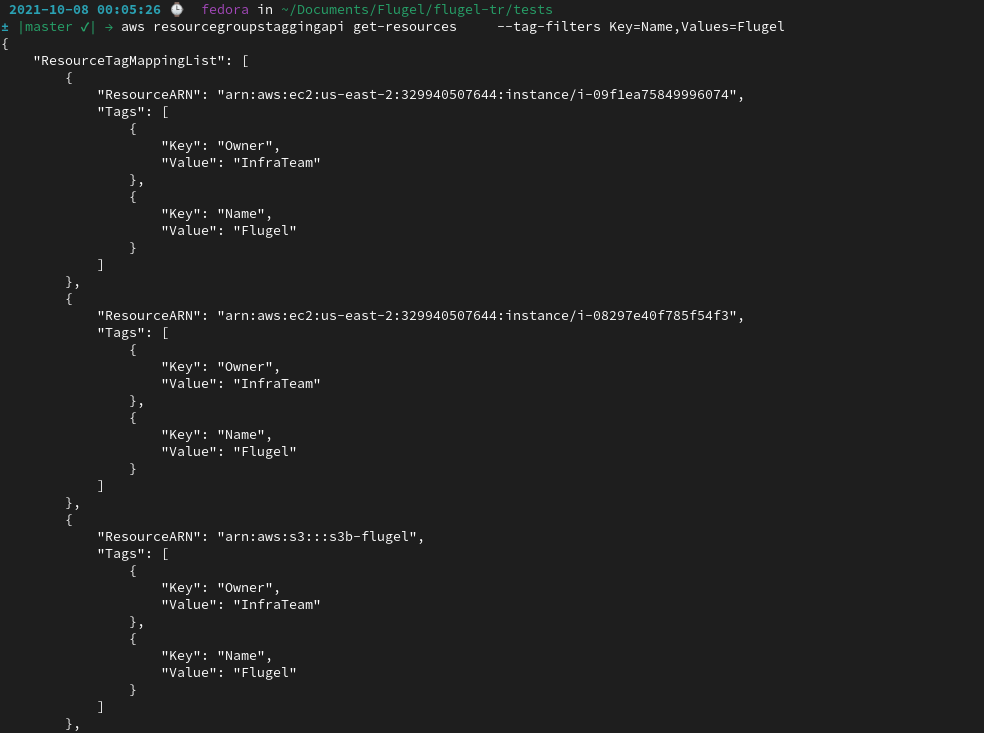 2021-10-08 00:05:26 ⌚ fedora in ~/Documents/Flugel/flugel-tr/tests
± |master ✓| → aws resourcegroupstaggingapi get-resources     --tag-filters Key=Name,Values=Flugel
{
    "ResourceTagMappingList": [
        {
            "ResourceARN": "arn:aws:ec2:us-east-2:329940507644:instance/i-09f1ea75849996074",
            "Tags": [
                {
                    "Key": "Owner",
                    "Value": "InfraTeam"
                },
                {
                    "Key": "Name",
                    "Value": "Flugel"
                }
            ]
        },
        {
            "ResourceARN": "arn:aws:ec2:us-east-2:329940507644:instance/i-08297e40f785f54f3",
            "Tags": [
                {
                    "Key": "Owner",
                    "Value": "InfraTeam"
                },
                {
                    "Key": "Name",
                    "Value": "Flugel"
                }
            ]
        },
        {
            "ResourceARN": "arn:aws:s3:::s3b-flugel",
            "Tags": [
                {
                    "Key": "Owner",
                    "Value": "InfraTeam"
                },
                {
                    "Key": "Name",
                    "Value": "Flugel"
                }
            ]
        },